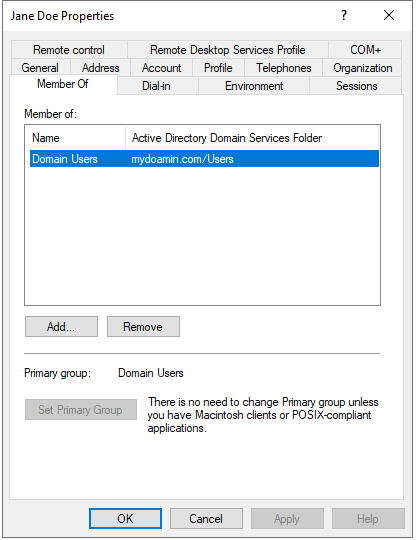 Jane Doe Properties
? ×
Remote control Remote Desktop Services Profile COM+
General Address Account Profile Telephones Organization
Member Of Dial-in Environment Sessions
Member of:
Name Active Directory Domain Services Folder
Domain Users mydoamin.com/Users
Add... Remove
Primary group: Domain Users
Set Primary Group
There is no need to change Primary group unless
you have Macintosh clients or POSIX-compliant
applications.
OK Cancel Apply Help